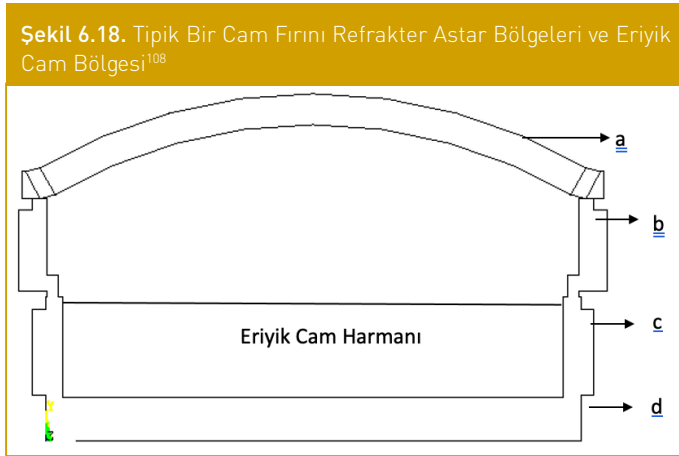 Şekil 6.18. Tipik Bir Cam Fırını Refrakter Astar Bölgeleri ve Eriyik
Cam Bölgesi¹⁰⁸
a
b
Eriyik Cam Harmanı
c
d
Y
Z